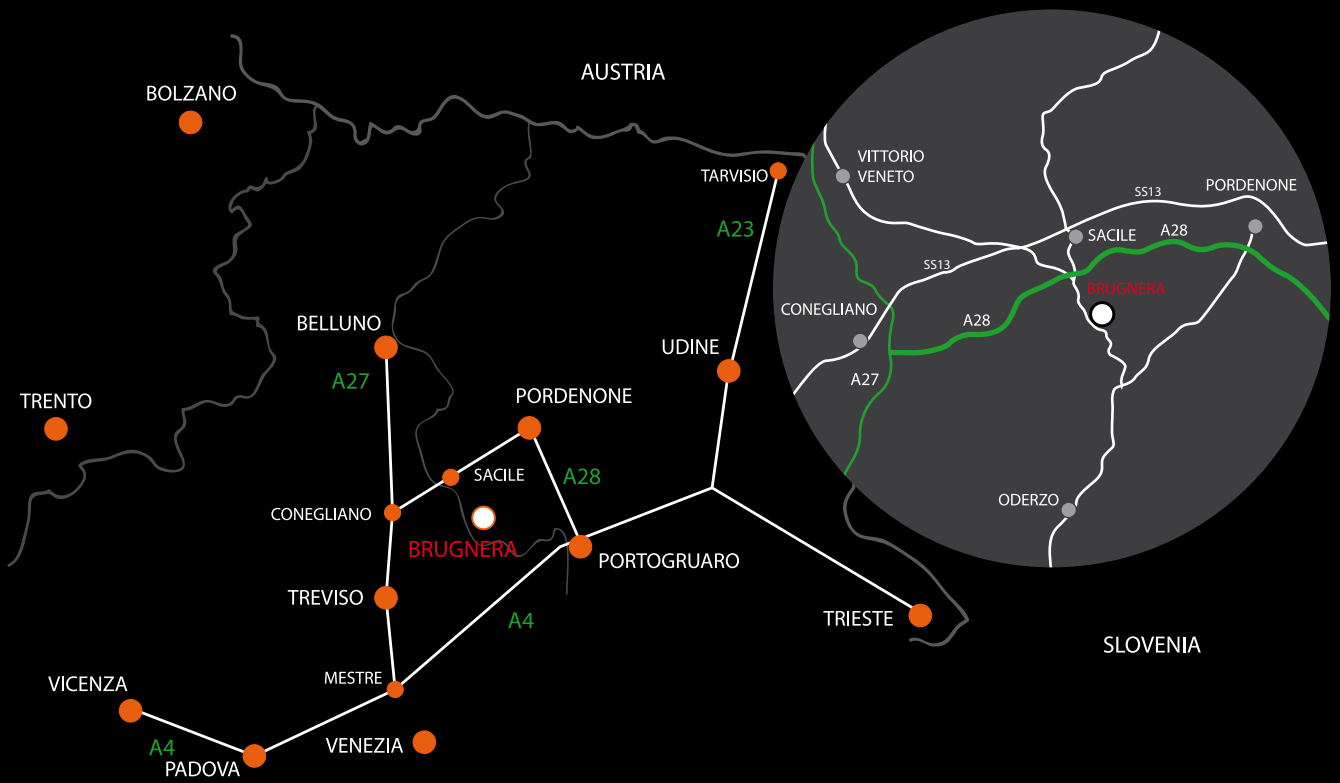 AUSTRIA
BOLZANO
TARVISIO
A23
BELLUNO
A27
UDINE
TRENTO
PORDENONE
SACILE
A28
CONEGLIANO
BRUGNERA
PORTOGRUARO
TREVISO
A4
TRIESTE
SLOVENIA
MESTRE
VICENZA
VENEZIA
A4
PADOVA
VITTORIO
VENETO
SS13
PORDENONE
SACILE
A28
SS13
BRUGNERA
CONEGLIANO
A28
A27
ODERZO